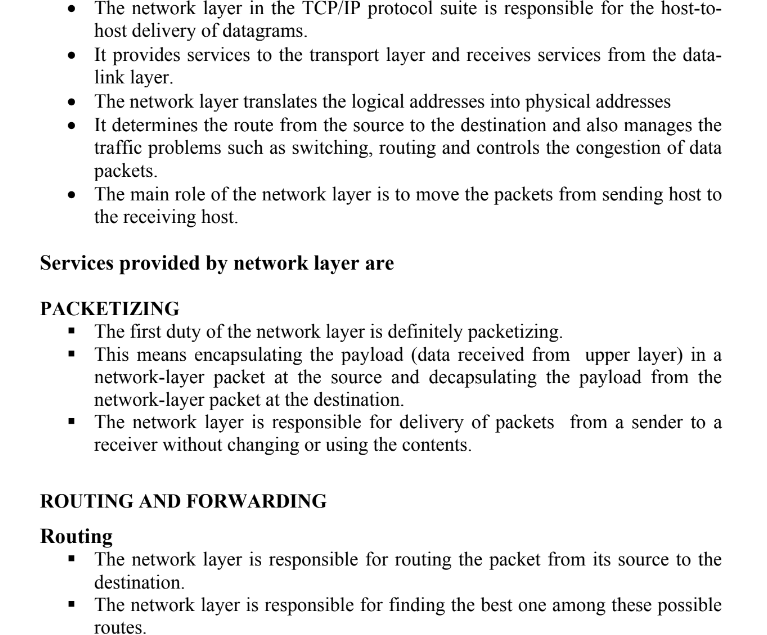 • The network layer in the TCP/IP protocol suite is responsible for the host-to-
host delivery of datagrams.
• It provides services to the transport layer and receives services from the data-
link layer.
• The network layer translates the logical addresses into physical addresses
• It determines the route from the source to the destination and also manages the
traffic problems such as switching, routing and controls the congestion of data
packets.
• The main role of the network layer is to move the packets from sending host to
the receiving host.
Services provided by network layer are
PACKETIZING
▪ The first duty of the network layer is definitely packetizing.
▪ This means encapsulating the payload (data received from upper layer) in a
network-layer packet at the source and decapsulating the payload from the
network-layer packet at the destination.
▪ The network layer is responsible for delivery of packets from a sender to a
receiver without changing or using the contents.
ROUTING AND FORWARDING
Routing
▪ The network layer is responsible for routing the packet from its source to the
destination.
▪ The network layer is responsible for finding the best one among these possible
routes.